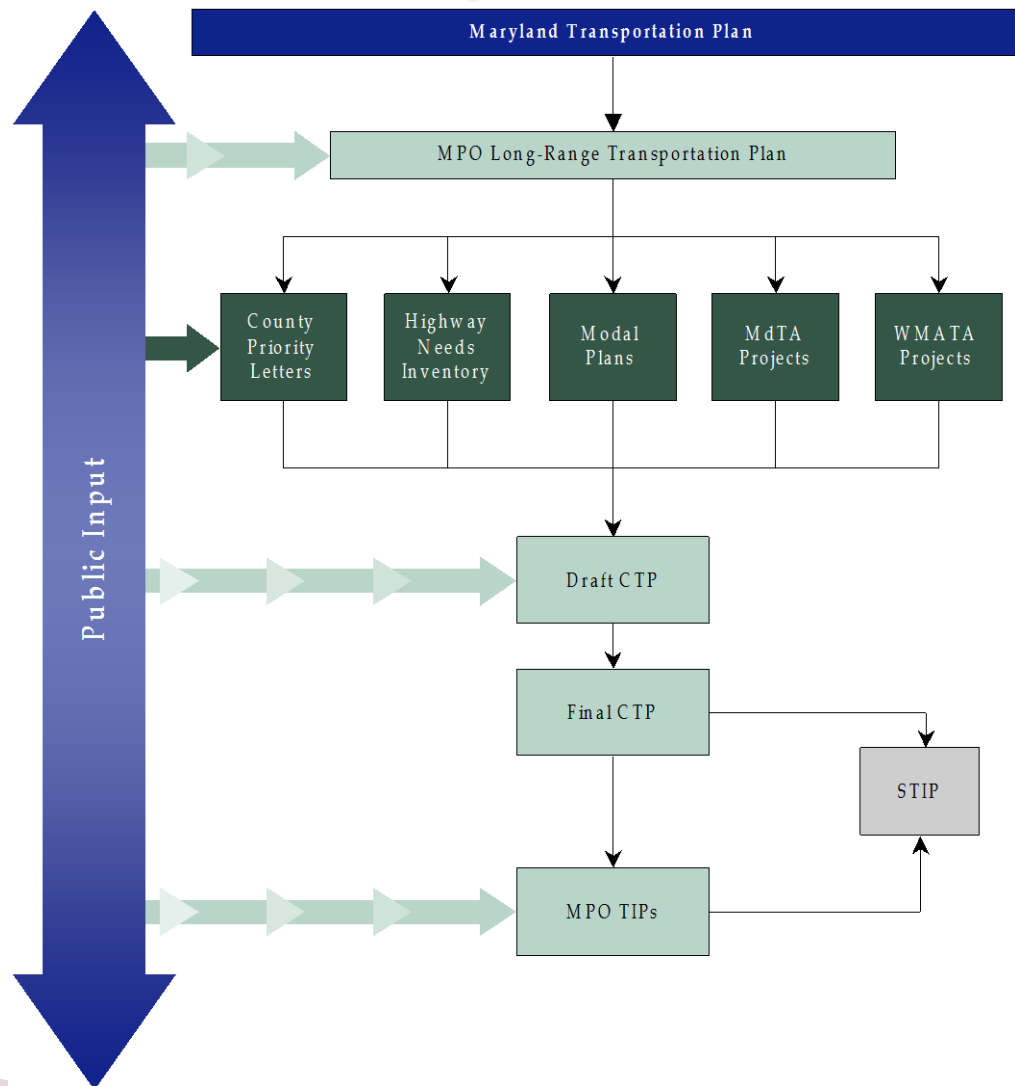 Maryland Transportation Plan
MPO Long-Range Transportation Plan
County
Priority
Letters
Highway
Needs
Inventory
Modal
Plans
MdTA
Projects
WMATA
Projects
Public Input
Draft CTP
Final CTP
STIP
MPO TIPs